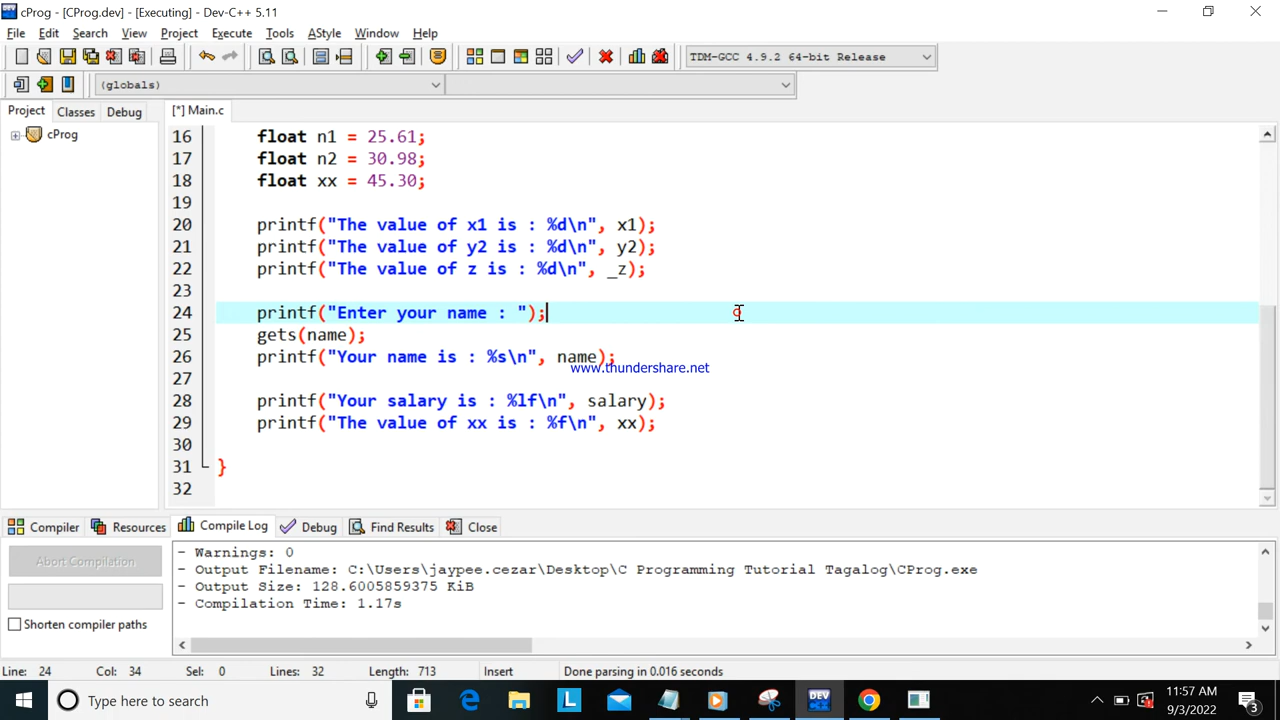 cProg - [CProg.dev] - [Executing] - Dev-C++ 5.11
File Edit Search View Project Execute Tools AStyle Window Help
TDM-GCC 4.9.2 64-bit Release
(globals)
Project Classes Debug [*] Main.c
cProg
16 float n1 = 25.61;
17 float n2 = 30.98;
18 float xx = 45.30;
19
20 printf("The value of x1 is : %d\n", x1);
21 printf("The value of y2 is : %d\n", y2);
22 printf("The value of z is : %d\n", _z);
23
24 printf("Enter your name : ");
25 gets(name);
26 printf("Your name is : %s\n", name);
www.thundershare.net
27
28 printf("Your salary is : %lf\n", salary);
29 printf("The value of xx is : %f\n", xx);
30
31 }
32
Compiler Resources Compile Log Debug Find Results Close
Abort Compilation
Shorten compiler paths
- Warnings: 0
- Output Filename: C:\Users\jaypee.cezar\Desktop\C Programming Tutorial Tagalog\CProg.exe
- Output Size: 128.6005859375 KiB
- Compilation Time: 1.17s
Line: 24 Col: 34 Sel: 0 Lines: 32 Length: 713 Insert Done parsing in 0.016 seconds
Type here to search
L
DEV
11:57 AM
9/3/2022
3